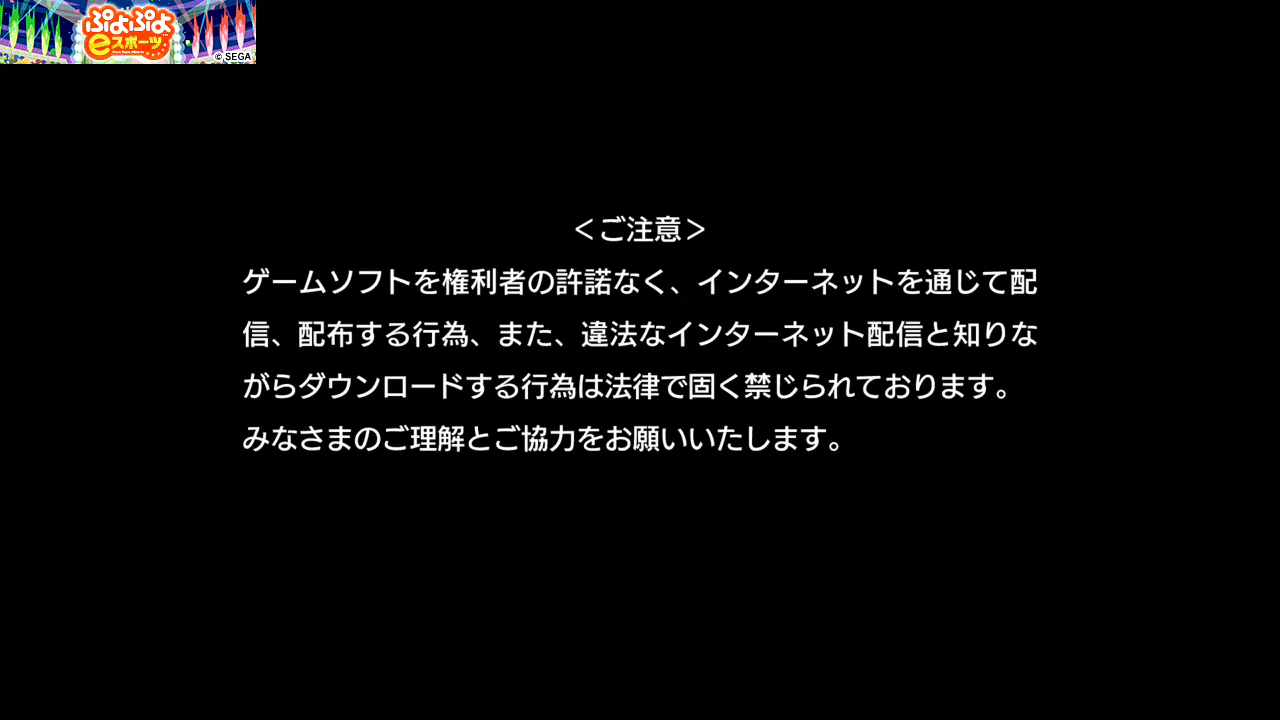 ぷよぷよ
eスポーツ
© SEGA
＜ご注意＞
ゲームソフトを権利者の許諾なく、インターネットを通じて配
信、配布する行為、また、違法なインターネット配信と知りな
がらダウンロードする行為は法律で固く禁じられております。
みなさまのご理解とご協力をお願いいたします。